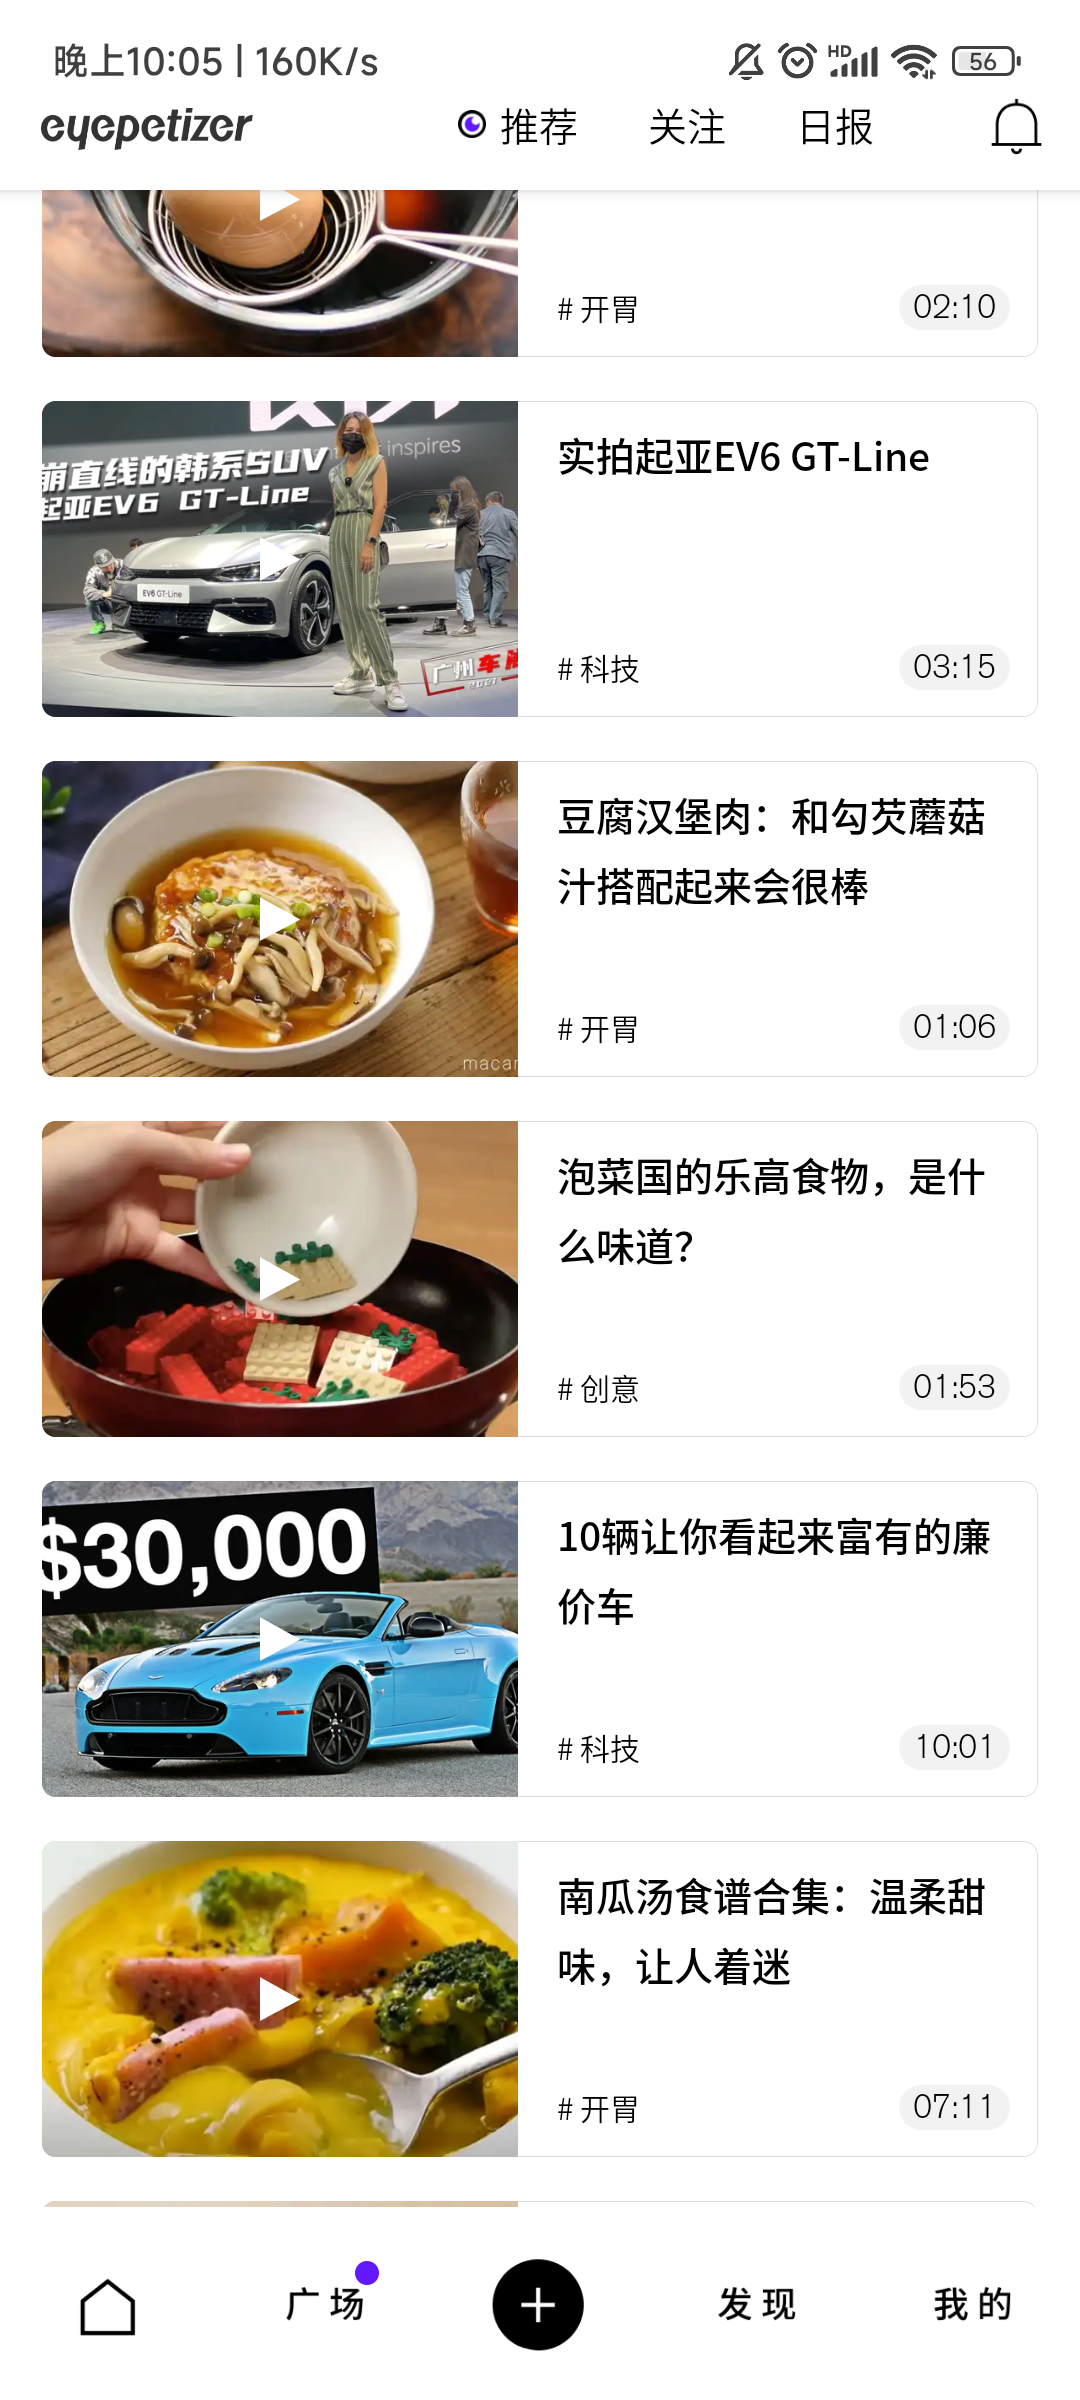 晚上10:05 | 160K/s
HD
56
eyepetizer
推荐
关注
日报
# 开胃
02:10
inspires
崩直线的韩系SUV
起亚EV6 GT-Line
EV6 GT-Line
广州车
2021
实拍起亚EV6 GT-Line
# 科技
03:15
macar
豆腐汉堡肉：和勾芡蘑菇
汁搭配起来会很棒
# 开胃
01:06
泡菜国的乐高食物，是什
么味道？
# 创意
01:53
$30,000
10辆让你看起来富有的廉
价车
# 科技
10:01
南瓜汤食谱合集：温柔甜
味，让人着迷
# 开胃
07:11
广场
发现
我的